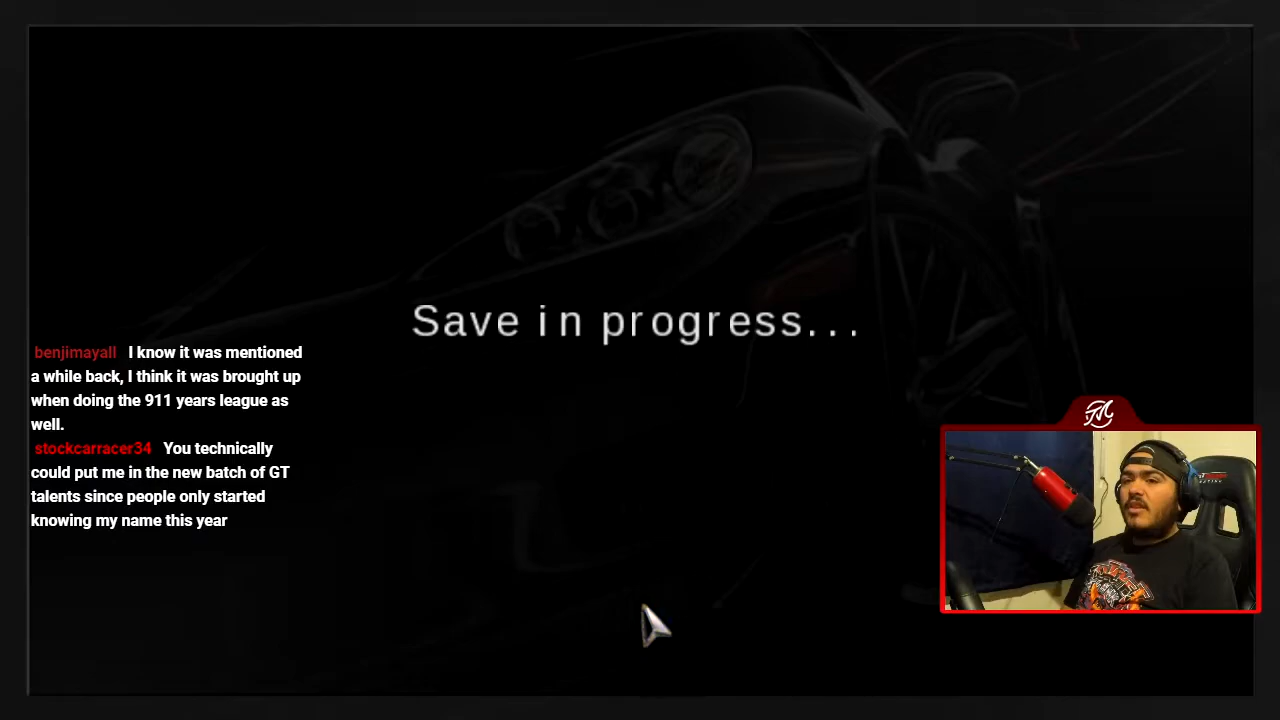 Save in progress...
benjimayall I know it was mentioned
a while back, I think it was brought up
when doing the 911 years league as
well.
stockcarracer34 You technically
could put me in the new batch of GT
talents since people only started
knowing my name this year